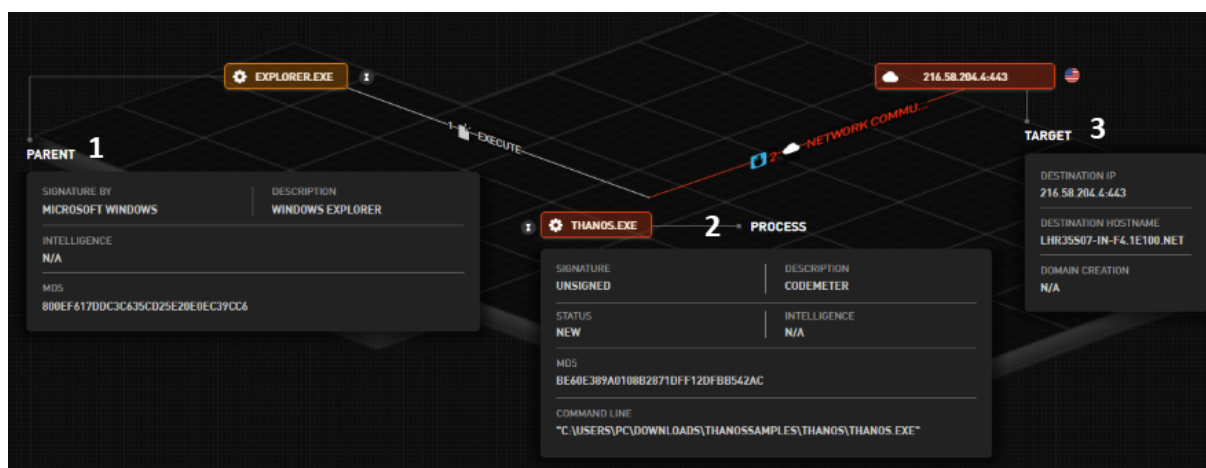 EXPLORER.EXE
216.58.204.4:443
1 EXECUTE
2 NETWORK COMMU...
PARENT 1
SIGNATURE BY
MICROSOFT WINDOWS
DESCRIPTION
WINDOWS EXPLORER
INTELLIGENCE
N/A
MD5
800EF617DDC3C635CD25E20E0EC39CC6
THANOS.EXE
2 PROCESS
SIGNATURE
UNSIGNED
DESCRIPTION
CODEMETER
STATUS
NEW
INTELLIGENCE
N/A
MD5
BE60E389A0108B2871DFF12DFBB542AC
COMMAND LINE
"C:\USERS\PC\DOWNLOADS\THANOSSAMPLES\THANOS\THANOS.EXE"
TARGET 3
DESTINATION IP
216.58.204.4:443
DESTINATION HOSTNAME
LHR35S07-IN-F4.1E100.NET
DOMAIN CREATION
N/A